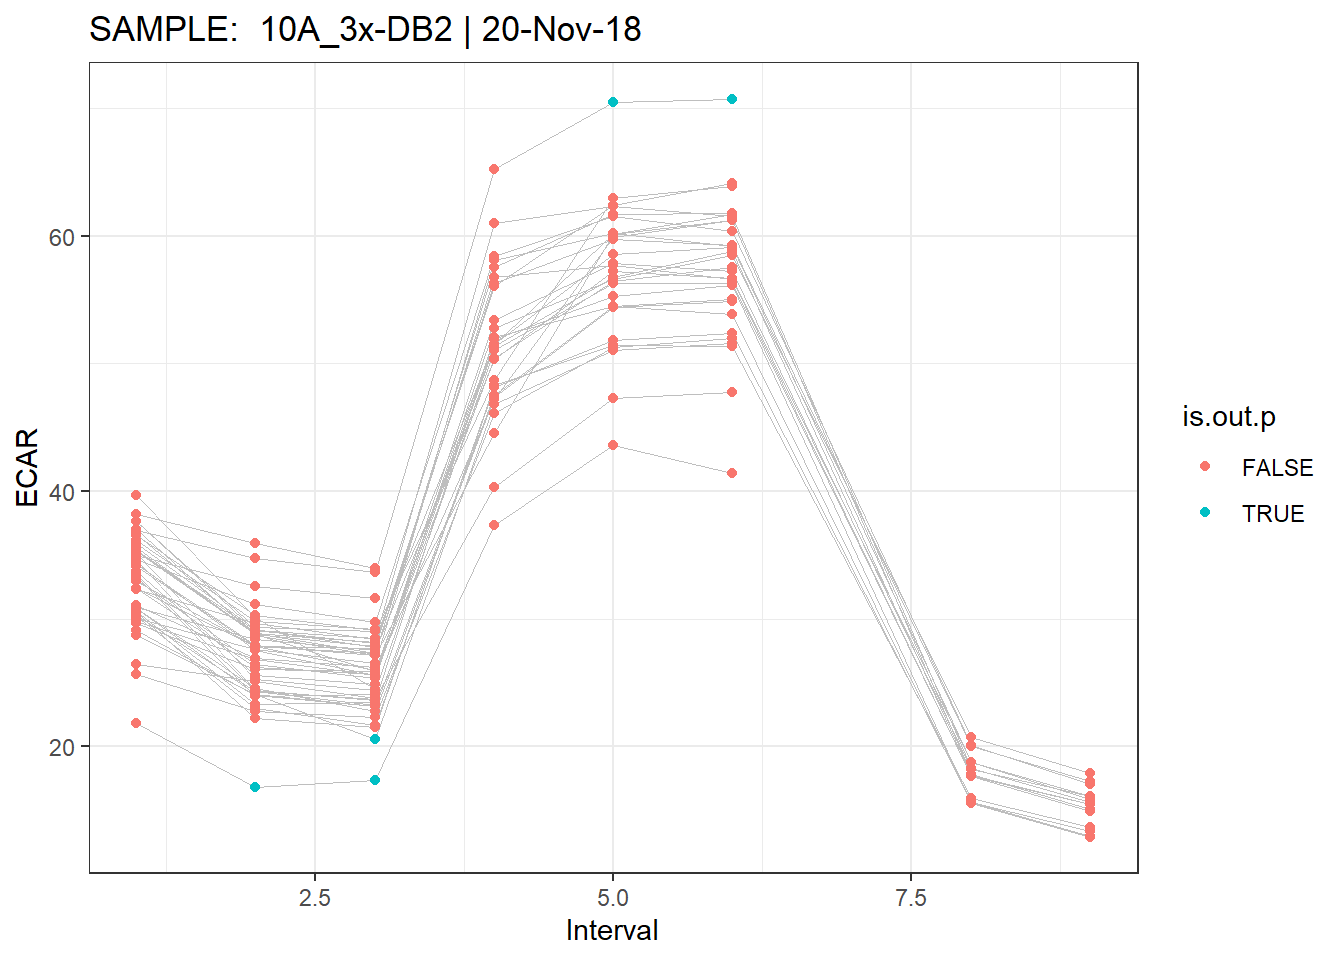 SAMPLE:  10A_3x-DB2 | 20-Nov-18
60
40
20
ECAR
2.5
5.0
7.5
Interval
is.out.p
FALSE
TRUE